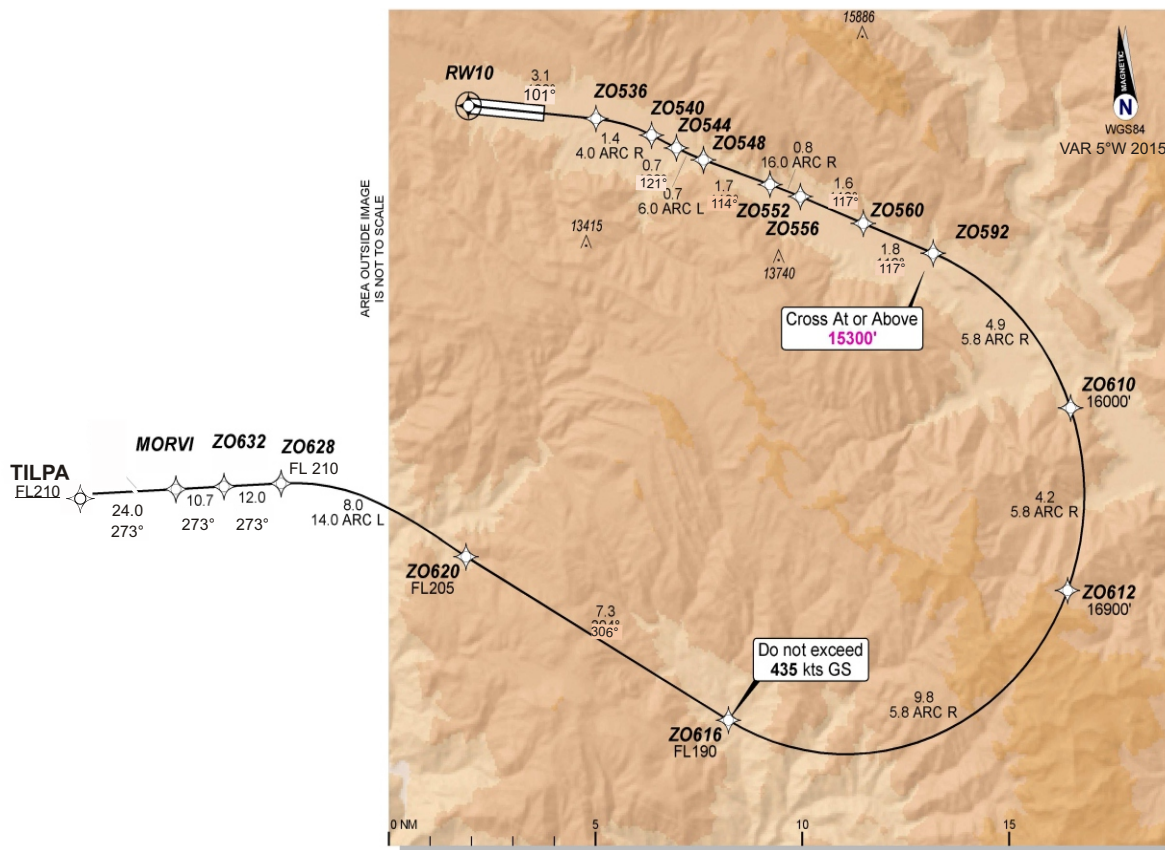 15886
MAGNETIC
N
WGS84
VAR 5°W 2015
RW10
3.1
101°
ZO536
1.4
4.0 ARC R
ZO540
0.7
121°
ZO544
0.7
6.0 ARC L
ZO548
1.7
114°
ZO552
0.8
16.0 ARC R
ZO556
1.6
117°
ZO560
1.8
117°
ZO592
AREA OUTSIDE IMAGE
IS NOT TO SCALE
13415
13740
Cross At or Above
15300'
4.9
5.8 ARC R
ZO610
16000'
4.2
5.8 ARC R
ZO612
16900'
TILPA
FL210
24.0
273°
MORVI
10.7
273°
ZO632
12.0
273°
ZO628
FL 210
8.0
14.0 ARC L
ZO620
FL205
7.3
306°
Do not exceed
435 kts GS
ZO616
FL190
9.8
5.8 ARC R
0 NM
5
10
15